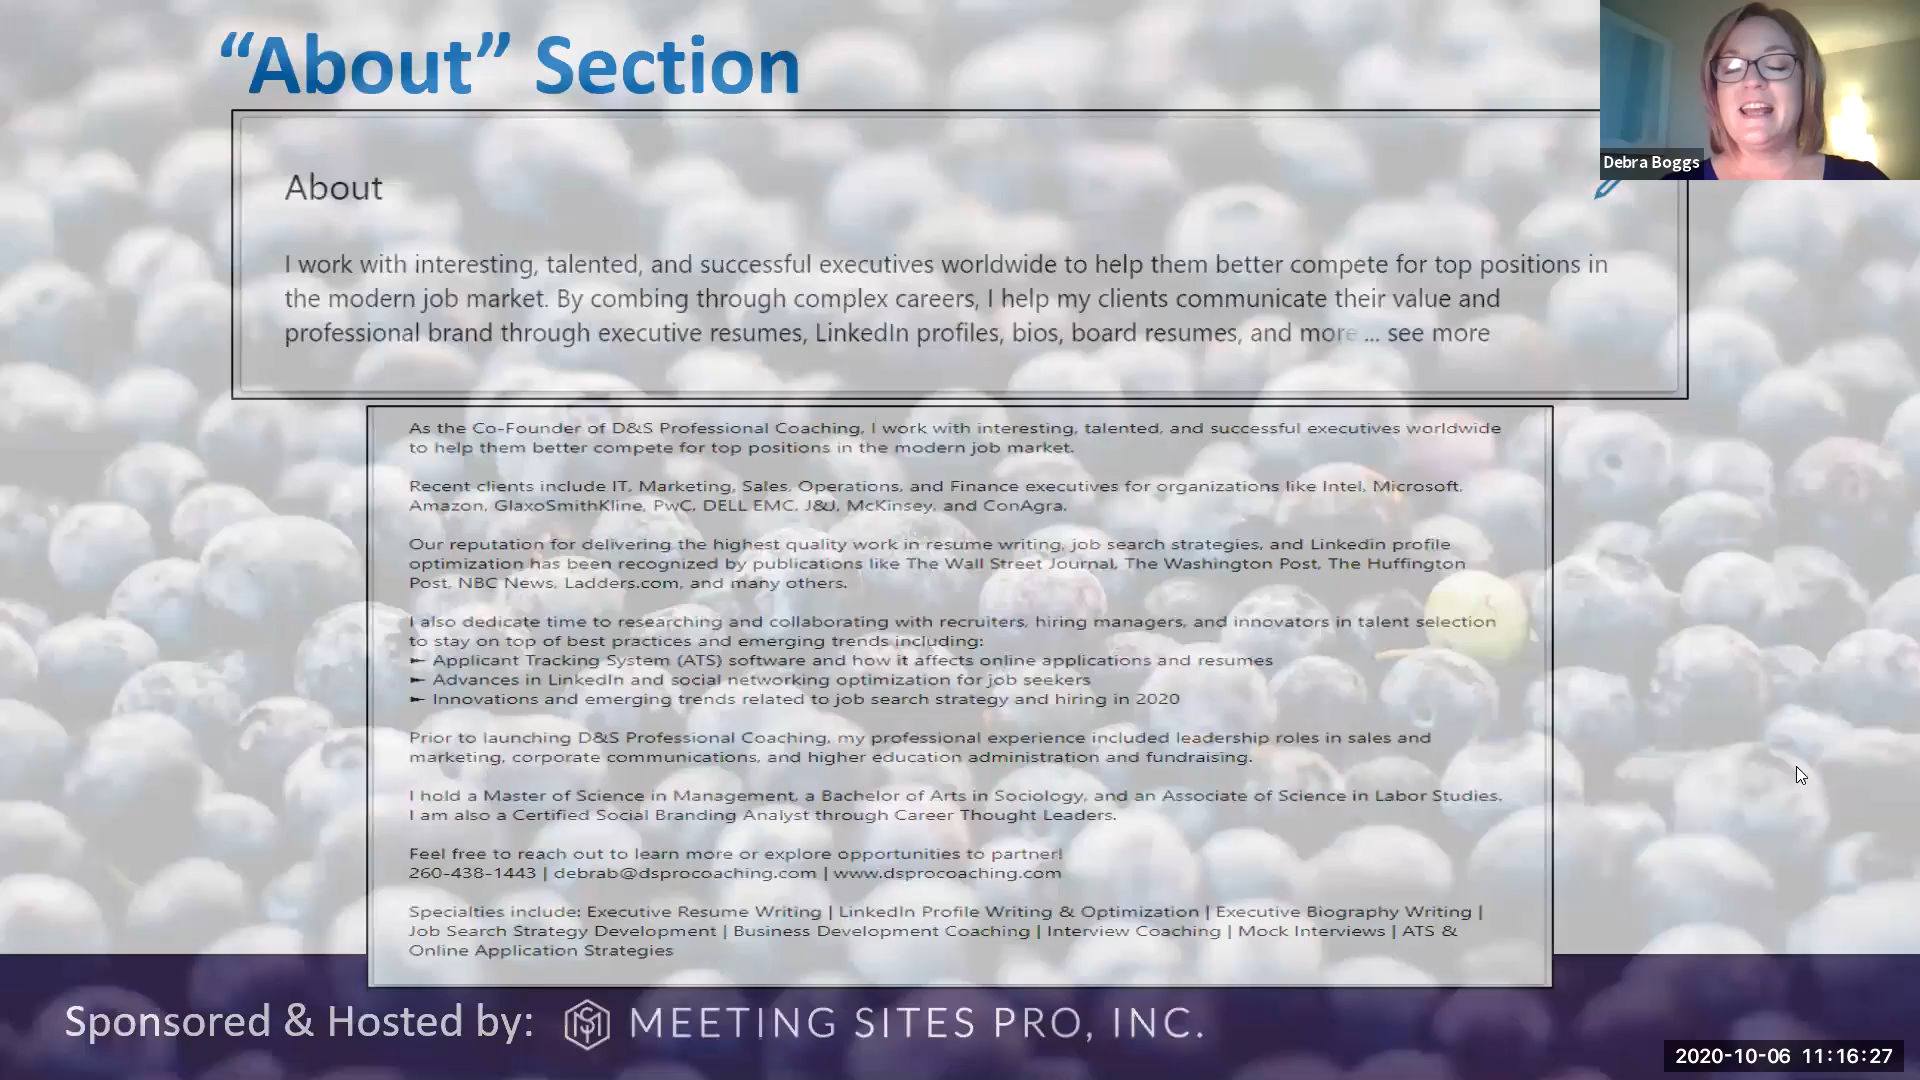 “About” Section
Debra Boggs
About
I work with interesting, talented, and successful executives worldwide to help them better compete for top positions in
the modern job market. By combing through complex careers, I help my clients communicate their value and
professional brand through executive resumes, LinkedIn profiles, bios, board resumes, and more ... see more
As the Co-Founder of D&S Professional Coaching, I work with interesting, talented, and successful executives worldwide
to help them better compete for top positions in the modern job market.
Recent clients include IT, Marketing, Sales, Operations, and Finance executives for organizations like Intel, Microsoft,
Amazon, GlaxoSmithKline, PwC, DELL EMC, J&J, McKinsey, and ConAgra.
Our reputation for delivering the highest quality work in resume writing, job search strategies, and Linkedin profile
optimization has been recognized by publications like The Wall Street Journal, The Washington Post, The Huffington
Post, NBC News, Ladders.com, and many others.
I also dedicate time to researching and collaborating with recruiters, hiring managers, and innovators in talent selection
to stay on top of best practices and emerging trends including:
► Applicant Tracking System (ATS) software and how it affects online applications and resumes
► Advances in LinkedIn and social networking optimization for job seekers
► Innovations and emerging trends related to job search strategy and hiring in 2020
Prior to launching D&S Professional Coaching, my professional experience included leadership roles in sales and
marketing, corporate communications, and higher education administration and fundraising.
I hold a Master of Science in Management, a Bachelor of Arts in Sociology, and an Associate of Science in Labor Studies.
I am also a Certified Social Branding Analyst through Career Thought Leaders.
Feel free to reach out to learn more or explore opportunities to partner!
260-438-1443 | debrab@dsprocoaching.com | www.dsprocoaching.com
Specialties include: Executive Resume Writing | LinkedIn Profile Writing & Optimization | Executive Biography Writing |
Job Search Strategy Development | Business Development Coaching | Interview Coaching | Mock Interviews | ATS &
Online Application Strategies
Sponsored & Hosted by: MEETING SITES PRO, INC.
2020-10-06 11:16:27